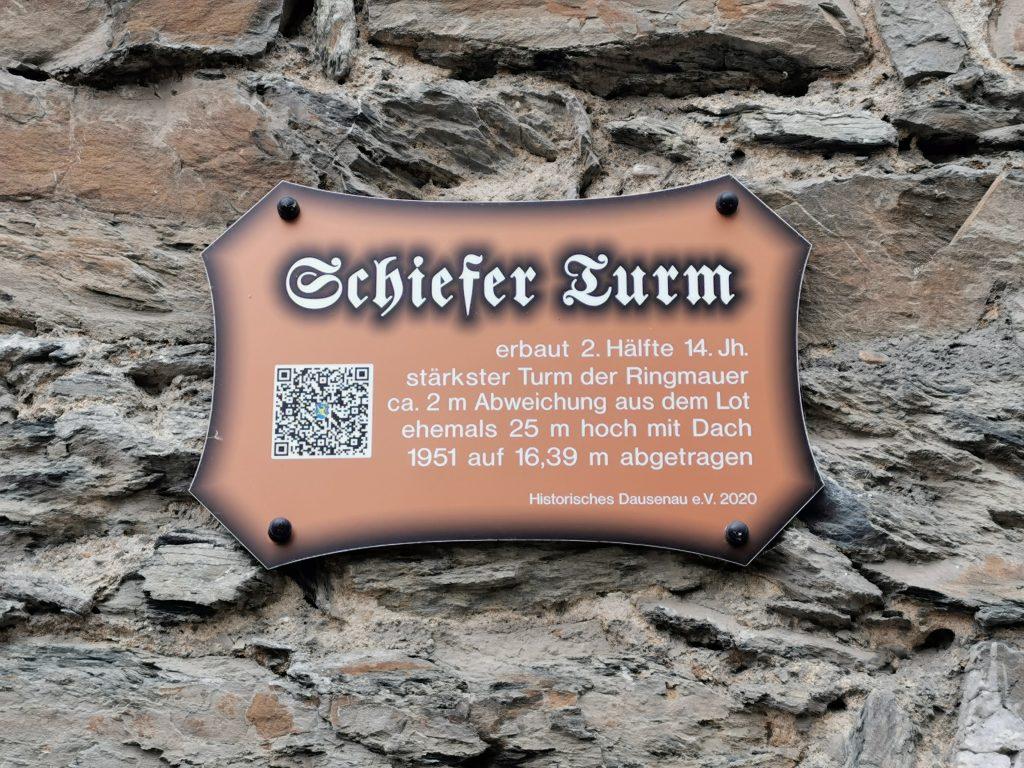 Schiefer Turm
erbaut 2. Hälfte 14. Jh.
stärkster Turm der Ringmauer
ca. 2 m Abweichung aus dem Lot
ehemals 25 m hoch mit Dach
1951 auf 16,39 m abgetragen
Historisches Dausenau e.V. 2020